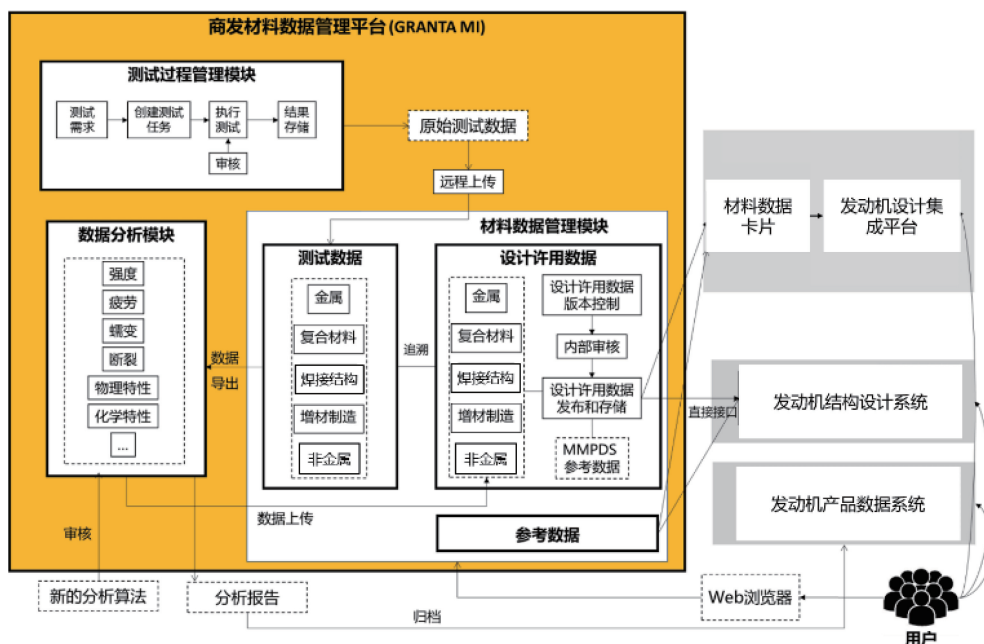 商发材料数据管理平台(GRANTA MI)
测试过程管理模块
测试
需求
创建测试
任务
执行
测试
结果
存储
审核
原始测试数据
远程上传
材料数据管理模块
数据分析模块
强度
疲劳
蠕变
断裂
物理特性
化学特性
...
数据
导出
测试数据
金属
复合材料
焊接结构
增材制造
非金属
追溯
设计许用数据
金属
复合材料
焊接结构
增材制造
非金属
设计许用数据
版本控制
内部审核
设计许用数据
发布和存储
MMPDS
参考数据
数据上传
参考数据
材料数据
卡片
发动机设计集
成平台
直接接口
发动机结构设计系统
发动机产品数据系统
审核
新的分析算法
分析报告
归档
Web浏览器
用户